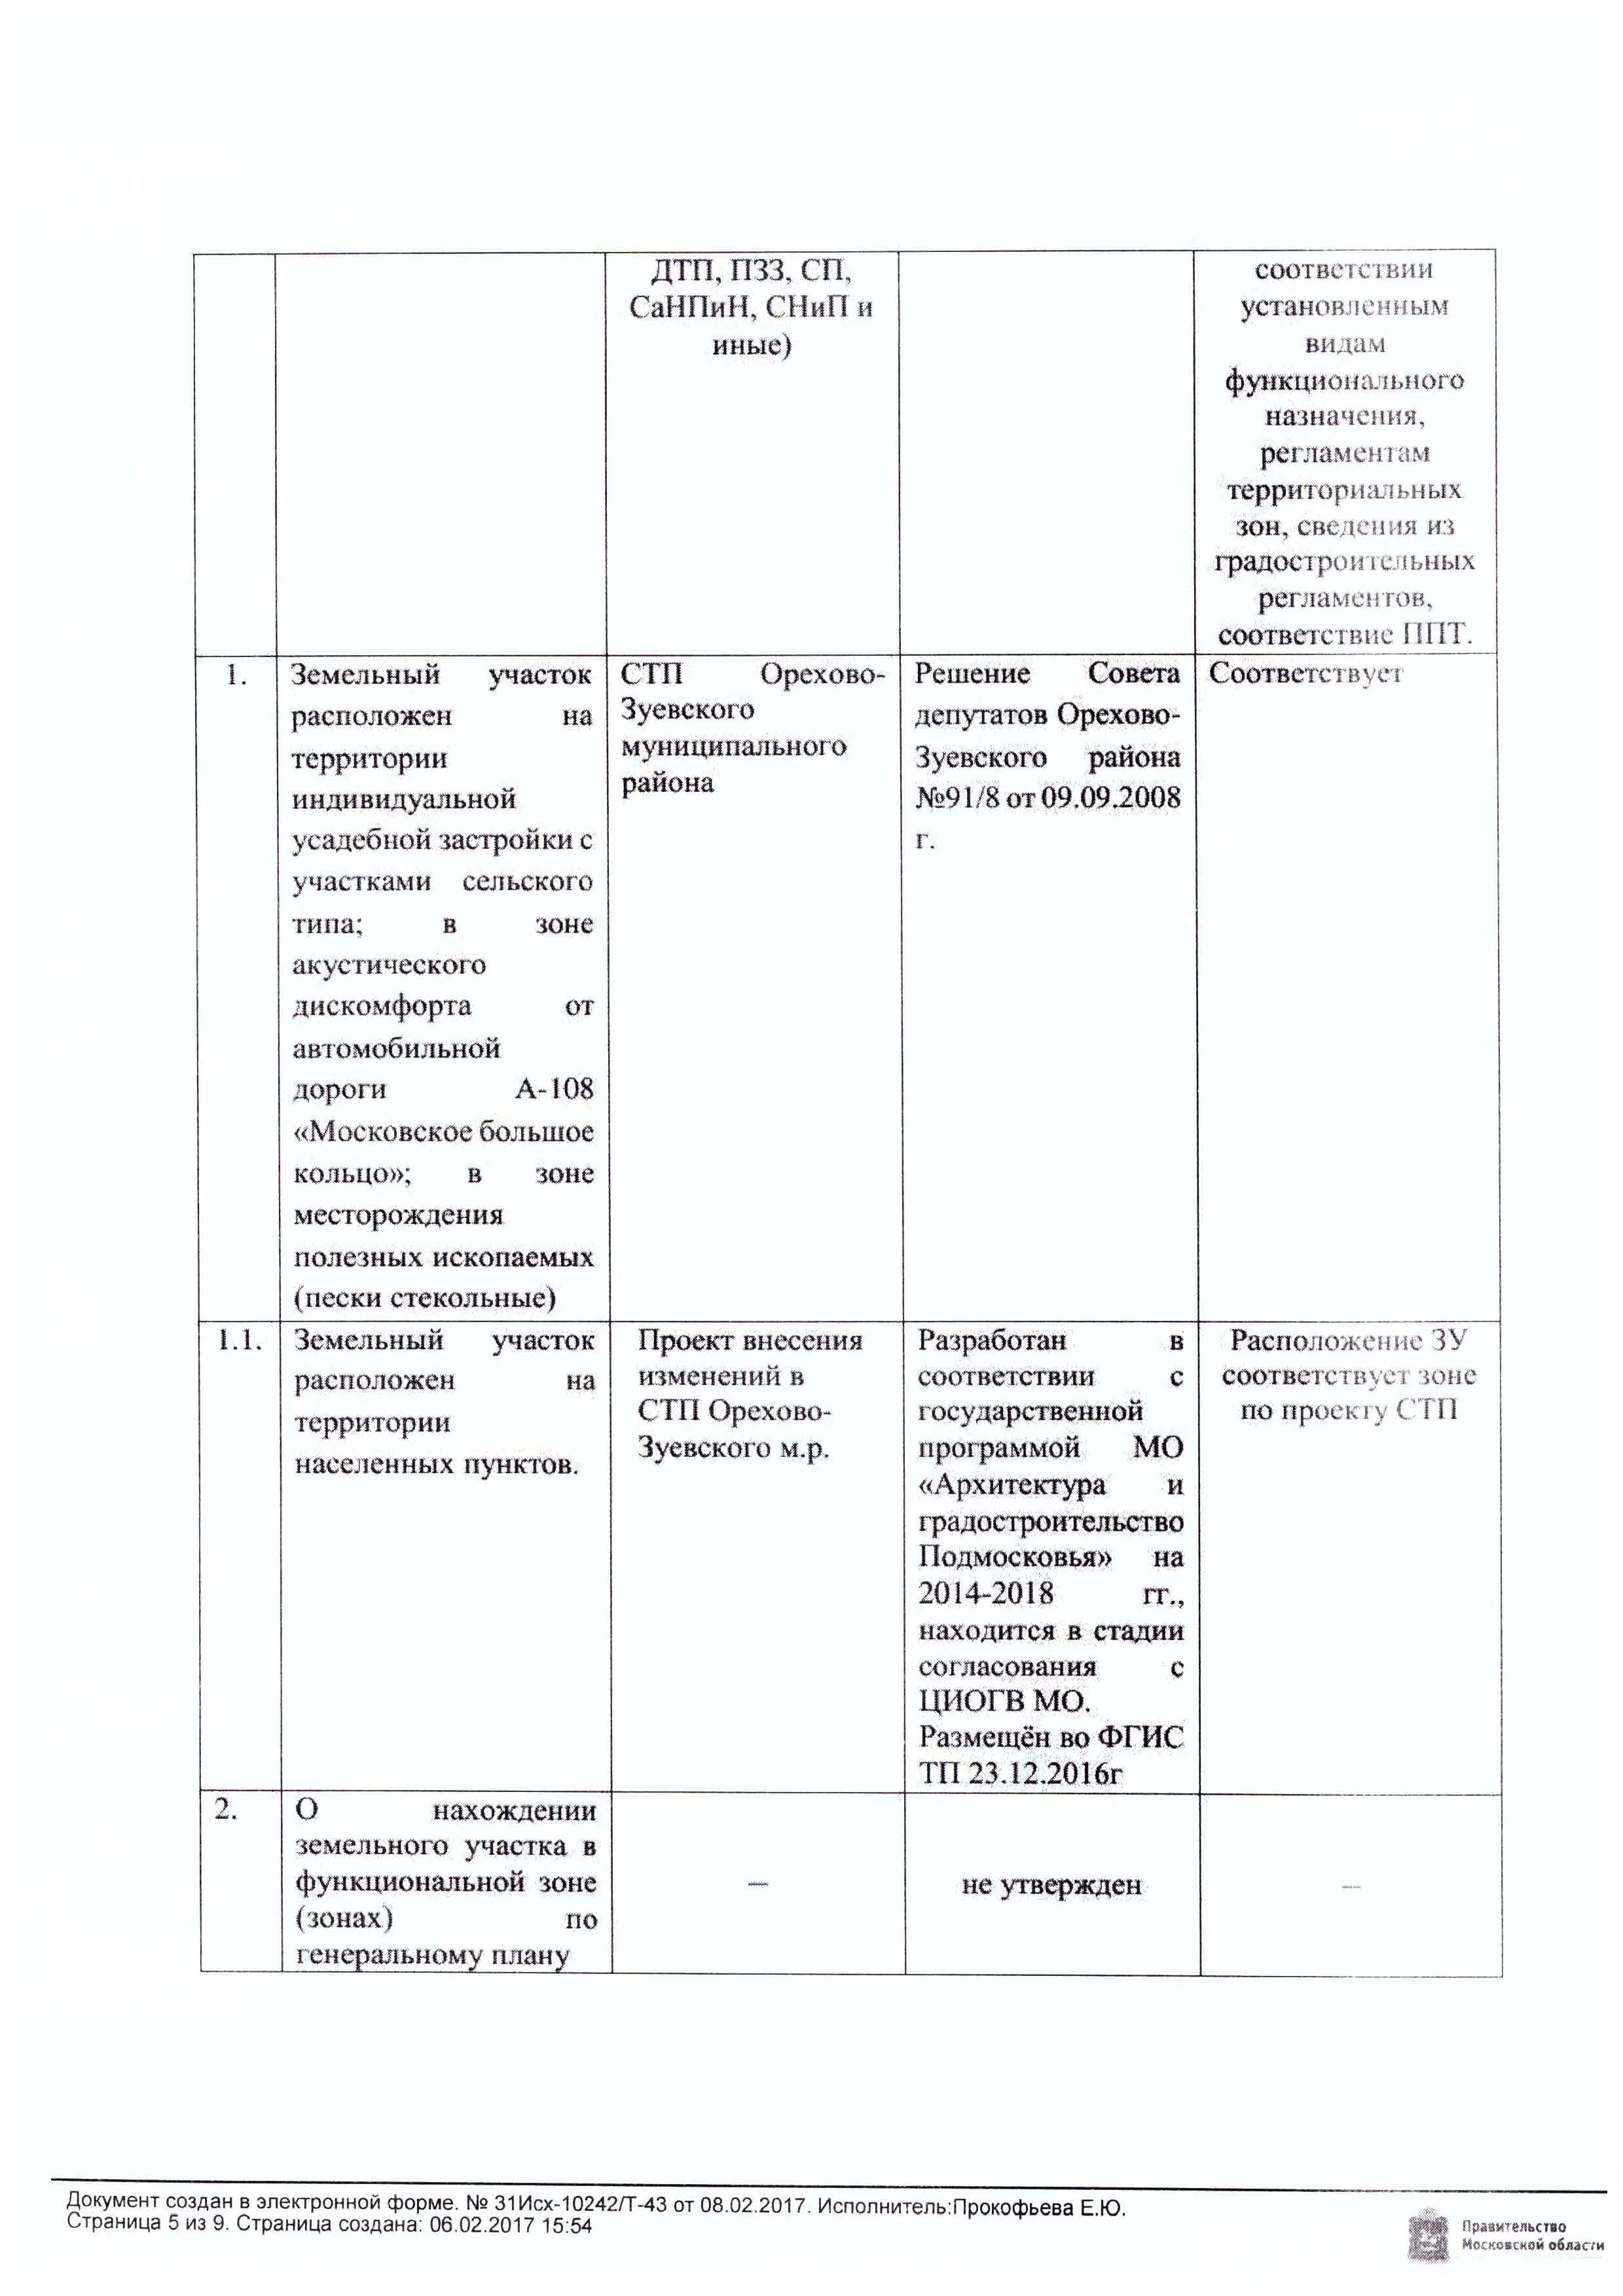 ДТП, ПЗЗ, СП,
СаНПиН, СНиП и
иные)
соответствии
установленным
видам
функционального
назначения,
регламентам
территориальных
зон, сведения из
градостроительных
регламентов,
соответствие ППТ.
1.
Земельный участок
расположен на
территории
индивидуальной
усадебной застройки с
участками сельского
типа; в зоне
акустического
дискомфорта от
автомобильной
дороги А-108
«Московское большое
кольцо»; в зоне
месторождения
полезных ископаемых
(пески стекольные)
СТП Орехово-
Зуевского
муниципального
района
Решение Совета
депутатов Орехово-
Зуевского района
№91/8 от 09.09.2008
г.
Соответствует
1.1.
Земельный участок
расположен на
территории
населенных пунктов.
Проект внесения
изменений в
СТП Орехово-
Зуевского м.р.
Разработан в
соответствии с
государственной
программой МО
«Архитектура и
градостроительство
Подмосковья» на
2014-2018 гг.,
находится в стадии
согласования с
ЦИОГВ МО.
Размещён во ФГИС
ТП 23.12.2016г
Расположение ЗУ
соответствует зоне
по проекту СТП
2.
О нахождении
земельного участка в
функциональной зоне
(зонах) по
генеральному плану
—
не утвержден
—
Документ создан в электронной форме. № 31Исх-10242/Т-43 от 08.02.2017. Исполнитель:Прокофьева Е.Ю.
Страница 5 из 9. Страница создана: 06.02.2017 15:54
Правительство
Московской области